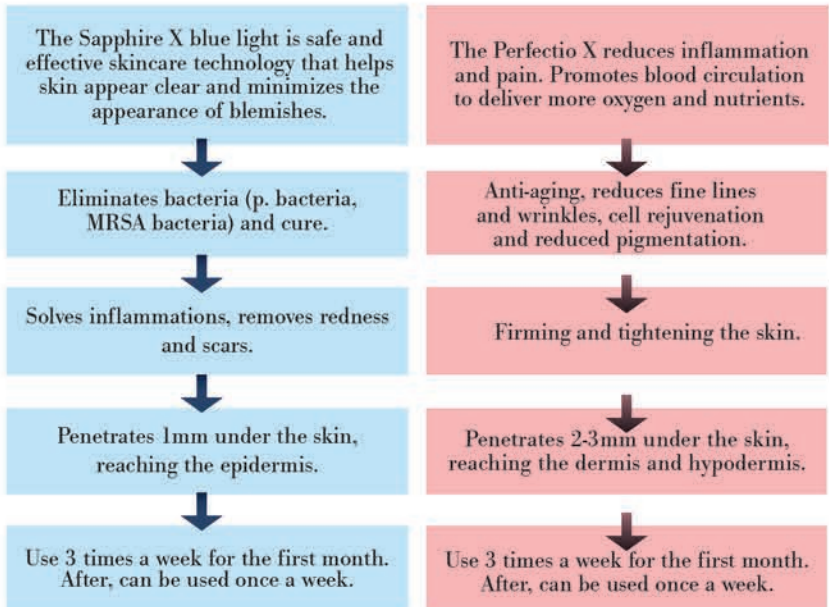 The Sapphire X blue light is safe and
effective skincare technology that helps
skin appear clear and minimizes the
appearance of blemishes.
Eliminates bacteria (p. bacteria,
MRSA bacteria) and cure.
Solves inflammations, removes redness
and scars.
Penetrates 1mm under the skin,
reaching the epidermis.
Use 3 times a week for the first month.
After, can be used once a week.
The Perfectio X reduces inflammation
and pain. Promotes blood circulation
to deliver more oxygen and nutrients.
Anti-aging, reduces fine lines
and wrinkles, cell rejuvenation
and reduced pigmentation.
Firming and tightening the skin.
Penetrates 2-3mm under the skin,
reaching the dermis and hypodermis.
Use 3 times a week for the first month.
After, can be used once a week.